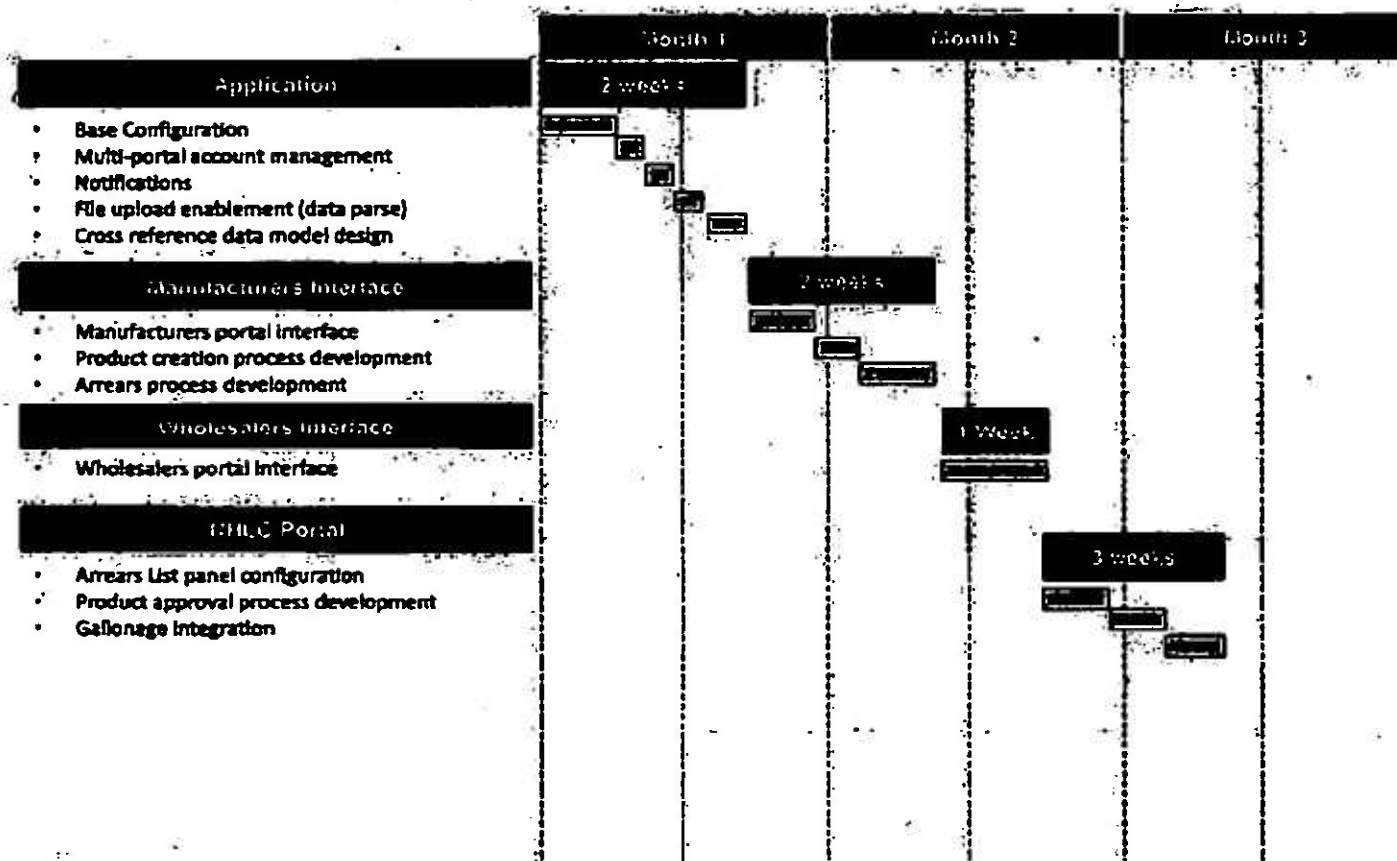 Month 1
Month 2
Month 3
Application
2 weeks
Base Configuration
Multi-portal account management
Notifications
File upload enablement (data parse)
Cross reference data model design
Manufacturers Interface
2 weeks
Manufacturers portal interface
Product creation process development
Arrears process development
Wholesalers Interface
1 Week
Wholesalers portal interface
Portal
3 weeks
Arrears List panel configuration
Product approval process development
Gallonage integration